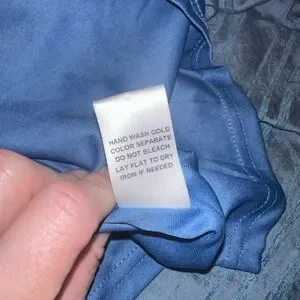 HAND WASH COLD
COLOR SEPARATE
DO NOT BLEACH
LAY FLAT TO DRY
IRON IF NEEDED